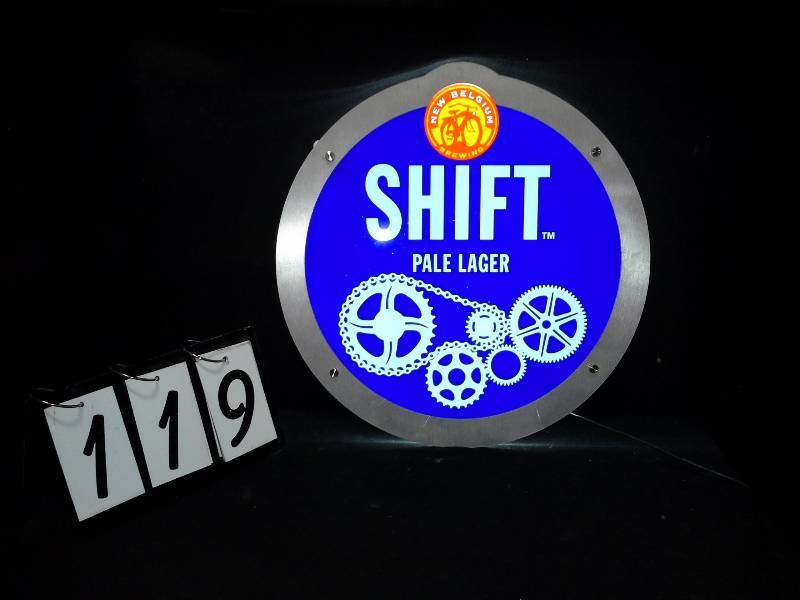 NEW BELGIUM
BREWING
SHIFT™
PALE LAGER
119